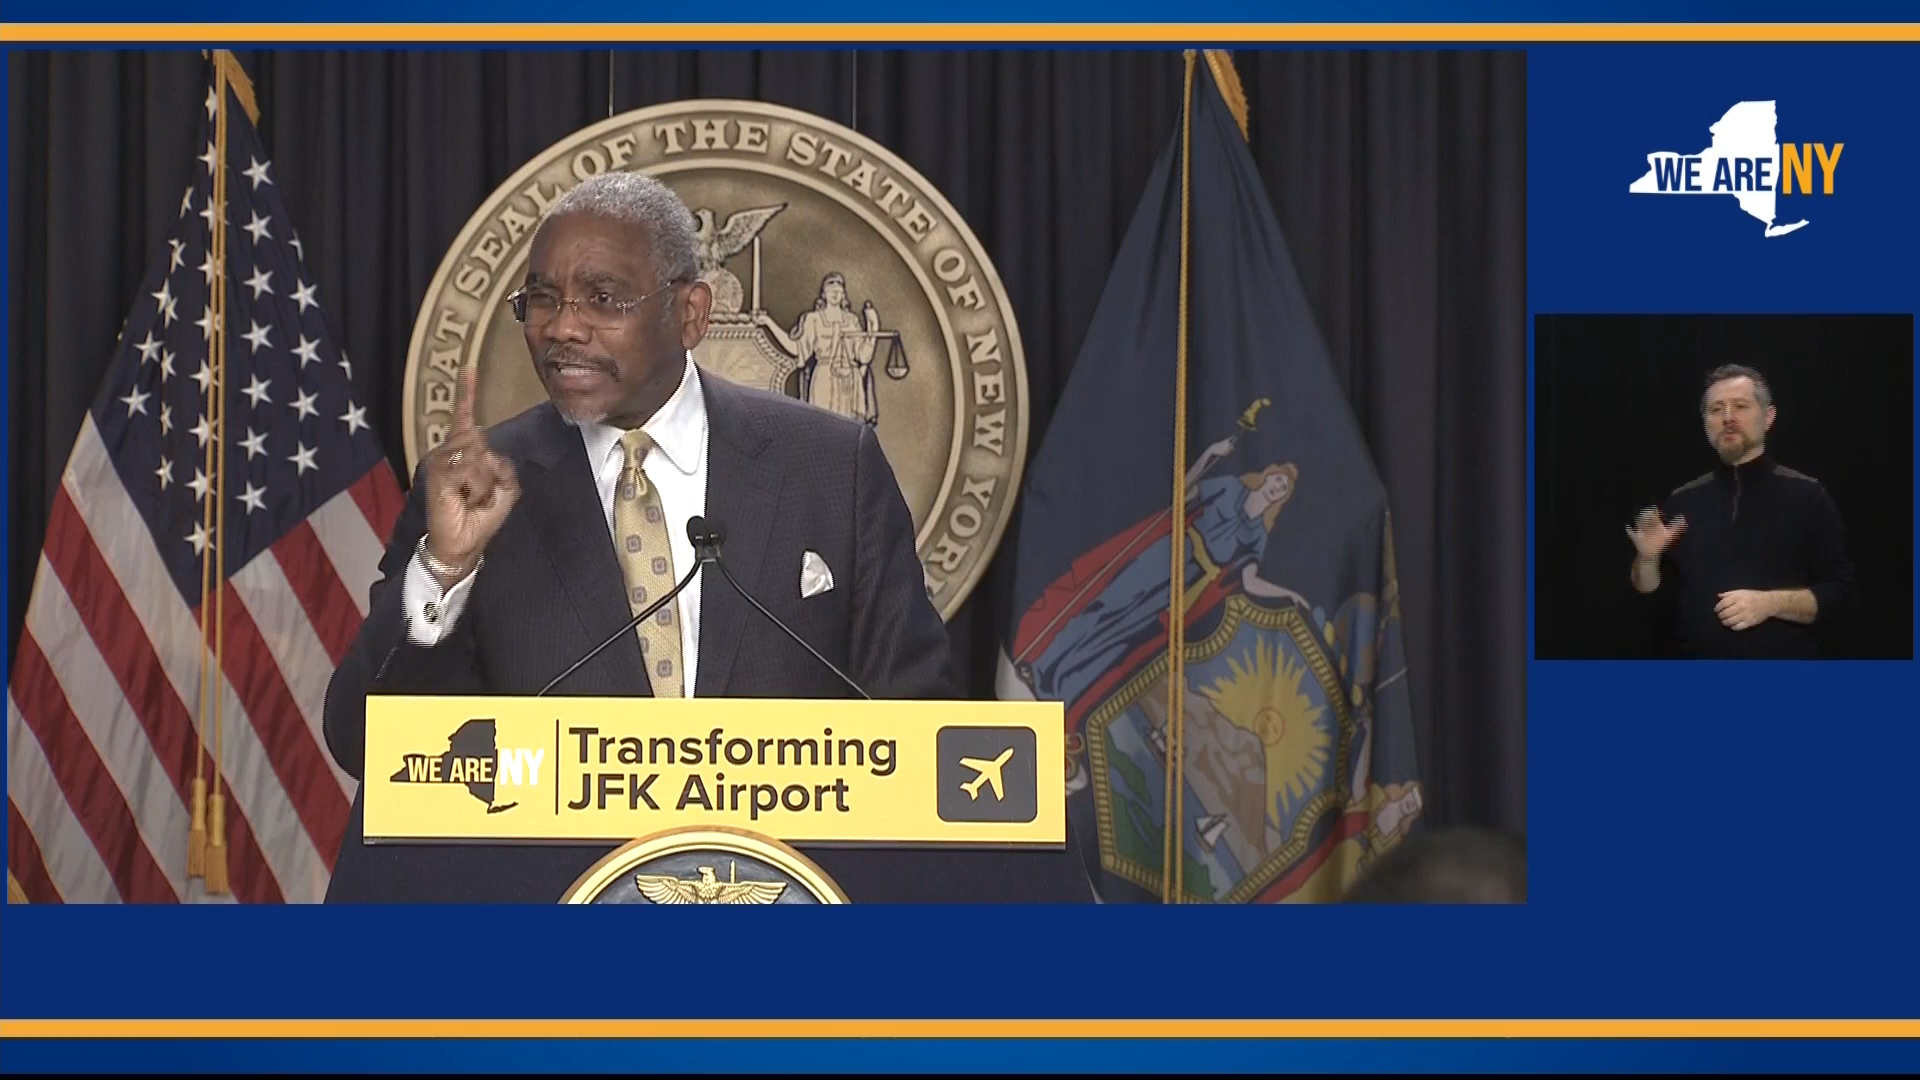 GREAT SEAL OF THE STATE OF NEW YORK
WE ARE NY
WE ARE NY
Transforming
JFK Airport